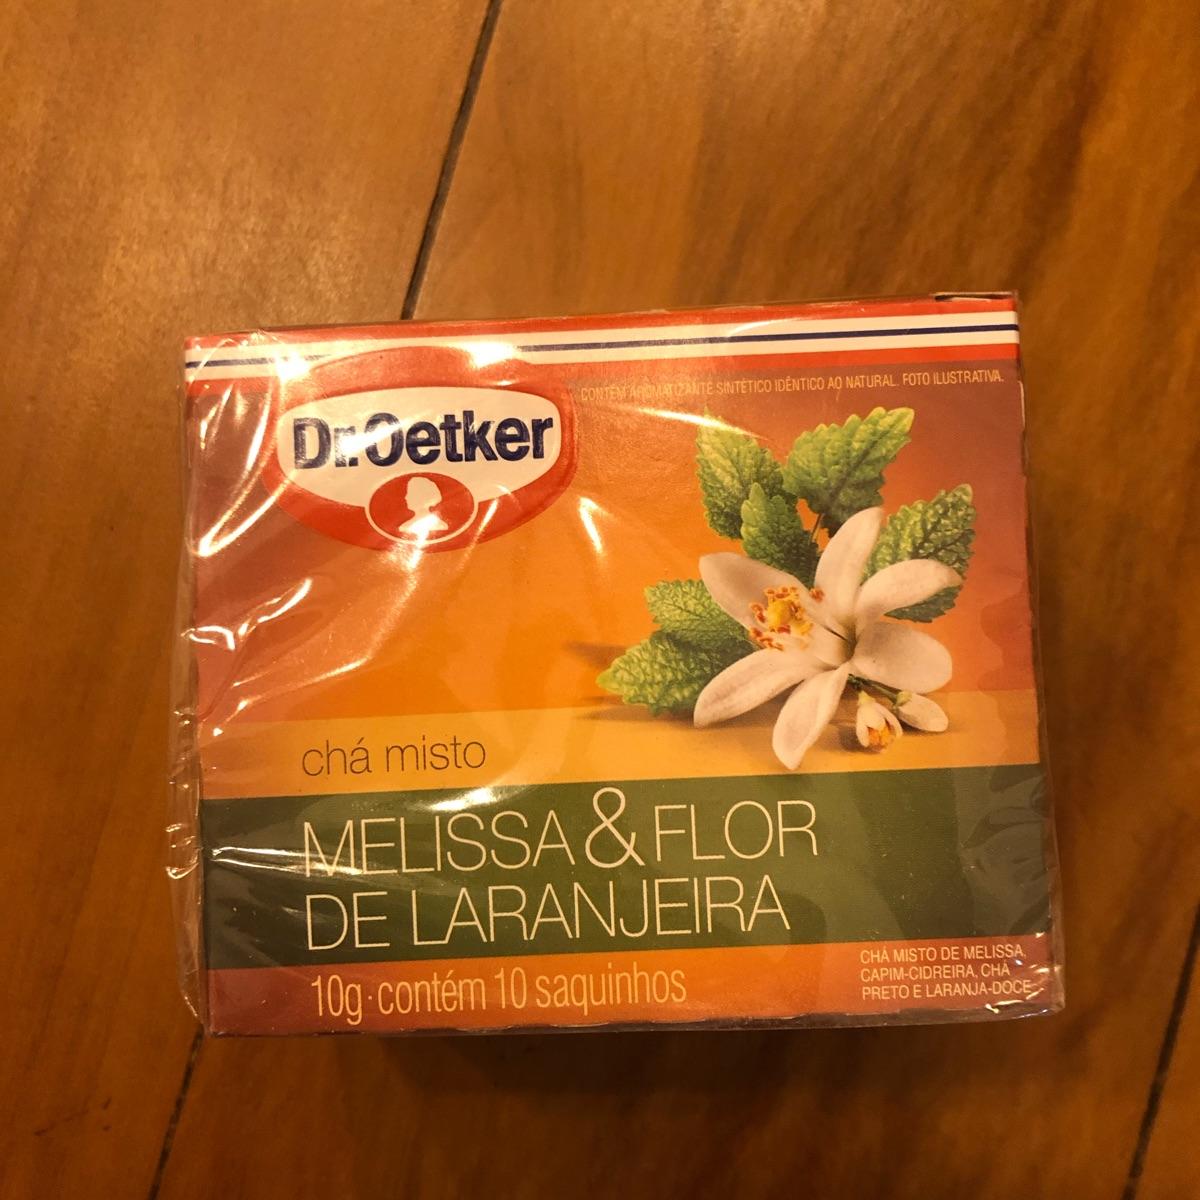 CONTÉM AROMATIZANTE SINTÉTICO IDÊNTICO AO NATURAL. FOTO ILUSTRATIVA.
Dr.Oetker
chá misto
MELISSA & FLOR
DE LARANJEIRA
10g·contém 10 saquinhos
CHÁ MISTO DE MELISSA,
CAPIM-CIDREIRA, CHÁ
PRETO E LARANJA-DOCE